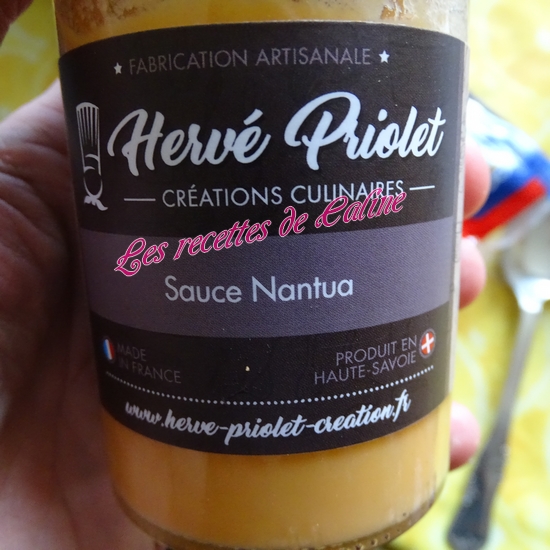 FABRICATION ARTISANALE
Hervé Priolet
CRÉATIONS CULINAIRES
Les recettes de Caline
Sauce Nantua
MADE
IN FRANCE
PRODUIT EN
HAUTE-SAVOIE
www.herve-priolet-creation.fr